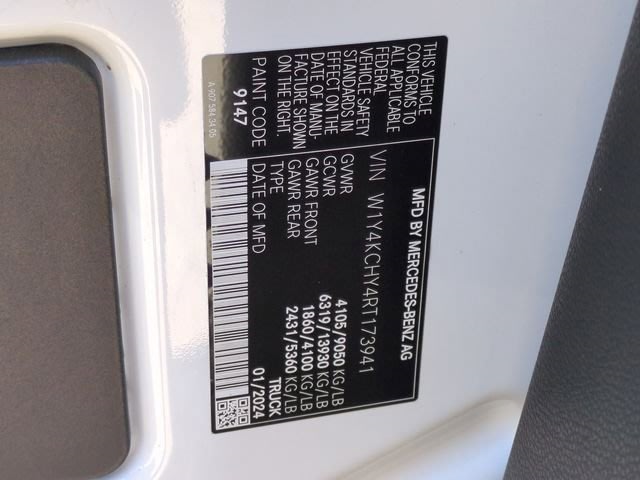 MFD BY MERCEDES-BENZ AG
VIN W1Y4KCHY4RT173941
GVWR 4105/9050 KG/LB
GCWR 6319/13930 KG/LB
GAWR FRONT 1860/4100 KG/LB
GAWR REAR 2431/5360 KG/LB
TYPE TRUCK
DATE OF MFD 01/2024
THIS VEHICLE
CONFORMS TO
ALL APPLICABLE
FEDERAL
VEHICLE SAFETY
STANDARDS IN
EFFECT ON THE
DATE OF MANU
FACTURE SHOWN
ON THE RIGHT.
PAINT CODE
9147
A 907 584 34 05